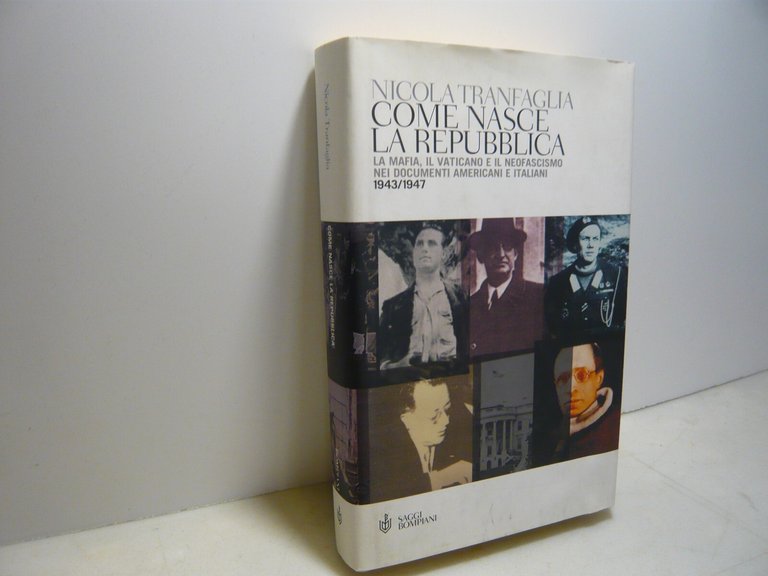 NICOLA TRANFAGLIA
COME NASCE
LA REPUBBLICA
LA MAFIA, IL VATICANO E IL NEOFASCISMO
NEI DOCUMENTI AMERICANI E ITALIANI
1943/1947
SAGGI
BOMPIANI
Nicola Tranfaglia
COME NASCE LA REPUBBLICA